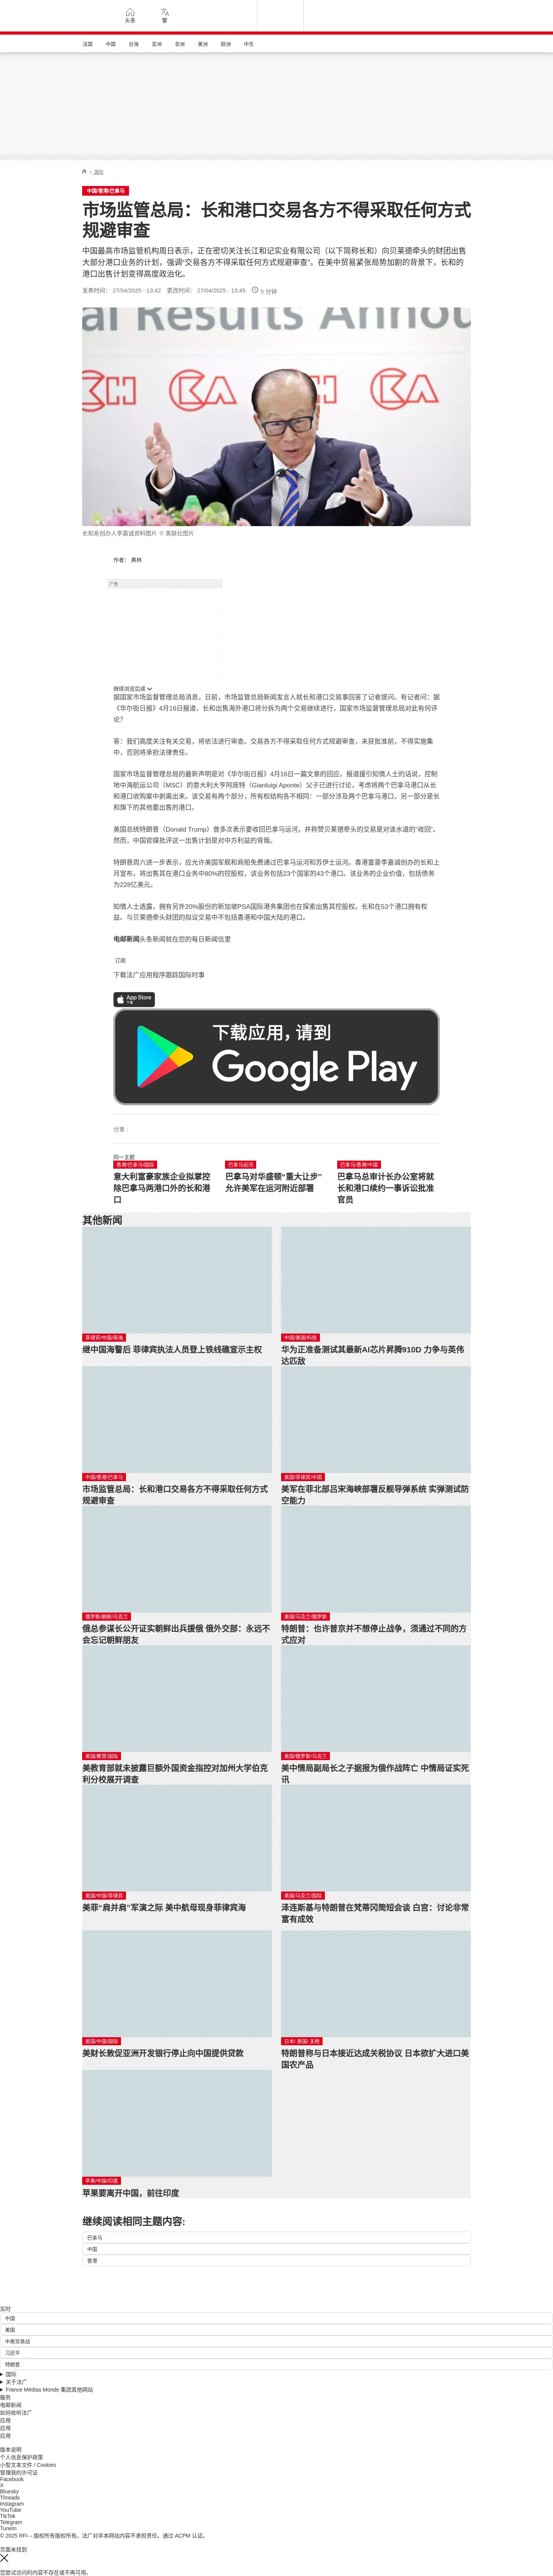 头条
繁
法国 中国 台海 亚洲 非洲 美洲 欧洲 中东
/ 国际
中国/香港/巴拿马
市场监管总局：长和港口交易各方不得采取任何方式
规避审查
中国最高市场监管机构周日表示，正在密切关注长江和记实业有限公司（以下简称长和）向贝莱德牵头的财团出售
大部分港口业务的计划，强调“交易各方不得采取任何方式规避审查”。在美中贸易紧张局势加剧的背景下，长和的
港口出售计划变得高度政治化。
发表时间： 27/04/2025 - 13:42 更改时间： 27/04/2025 - 13:45 5 分钟
al Results Annou
长和系创办人李嘉诚资料图片 © 美联社图片
作者： 弗林
广告
继续浏览后续
据国家市场监督管理总局消息，日前，市场监管总局新闻发言人就长和港口交易事回答了记者提问。有记者问：据
《华尔街日报》4月16日报道，长和出售海外港口将分拆为两个交易继续进行，国家市场监督管理总局对此有何评
论？
答：我们高度关注有关交易，将依法进行审查。交易各方不得采取任何方式规避审查，未获批准前，不得实施集
中，否则将承担法律责任。
国家市场监督管理总局的最新声明是对《华尔街日报》4月16日一篇文章的回应。报道援引知情人士的话说，控制
地中海航运公司（MSC）的意大利大亨阿庞特（Gianluigi Aponte）父子已进行讨论，考虑将两个巴拿马港口从长
和港口收购案中剥离出来。该交易有两个部分，所有权结构各不相同：一部分涉及两个巴拿马港口，另一部分是长
和旗下的其他要出售的港口。
美国总统特朗普（Donald Trump）曾多次表示要收回巴拿马运河，并称赞贝莱德牵头的交易是对该水道的“收回”。
然而，中国官媒批评这一出售计划是对中方利益的背叛。
特朗普周六进一步表示，应允许美国军舰和商船免费通过巴拿马运河和苏伊士运河。香港富豪李嘉诚创办的长和上
月宣布，将出售其在港口业务中80%的控股权，该业务包括23个国家的43个港口。该业务的企业价值，包括债务
为228亿美元。
知情人士透露，拥有另外20%股份的新加坡PSA国际港务集团也在探索出售其控股权。长和在53个港口拥有权
益。与贝莱德牵头财团的拟议交易中不包括香港和中国大陆的港口。
电邮新闻头条新闻就在您的每日新闻信里
订阅
下载法广应用程序跟踪国际时事
App Store
下载
下载应用，请到
Google Play
分享 :
同一主题
香港/巴拿马/国际
意大利富豪家族企业拟掌控
除巴拿马两港口外的长和港
口
巴拿马运河
巴拿马对华盛顿“重大让步”
允许美军在运河附近部署
巴拿马/香港/中国
巴拿马总审计长办公室将就
长和港口续约一事诉讼批准
官员
其他新闻
菲律宾/中国/南海
继中国海警后 菲律宾执法人员登上铁线礁宣示主权
中国/美国/科技
华为正准备测试其最新AI芯片昇腾910D 力争与英伟
达匹敌
中国/香港/巴拿马
市场监管总局：长和港口交易各方不得采取任何方式
规避审查
美国/菲律宾/中国
美军在菲北部吕宋海峡部署反舰导弹系统 实弹测试防
空能力
俄罗斯/朝鲜/乌克兰
俄总参谋长公开证实朝鲜出兵援俄 俄外交部：永远不
会忘记朝鲜朋友
美国/乌克兰/俄罗斯
特朗普：也许普京并不想停止战争，须通过不同的方
式应对
美国/教育/国际
美教育部就未披露巨额外国资金指控对加州大学伯克
利分校展开调查
美国/俄罗斯/乌克兰
美中情局副局长之子据报为俄作战阵亡 中情局证实死
讯
美国/中国/菲律宾
美菲“肩并肩”军演之际 美中航母现身菲律宾海
美国/乌克兰/国际
泽连斯基与特朗普在梵蒂冈简短会谈 白宫：讨论非常
富有成效
美国/中国/国际
美财长敦促亚洲开发银行停止向中国提供贷款
日本/ 美国/ 关税
特朗普称与日本接近达成关税协议 日本欲扩大进口美
国农产品
苹果/中国/印度
苹果要离开中国，前往印度
继续阅读相同主题内容:
巴拿马
中国
香港
实时
中国
美国
中美贸易战
习近平
特朗普
国际
关于法广
France Médias Monde 集团其他网站
服务
电邮新闻
如何收听法广
应用
应用
应用
版本说明
个人信息保护政策
小型文本文件 / Cookies
管理我的许可证
Facebook
X
Bluesky
Threads
Instagram
YouTube
TikTok
Telegram
TuneIn
© 2025 RFI – 版权所有版权所有。法广对非本网站内容不承担责任。通过 ACPM 认证。
页面未找到
您尝试访问的内容不存在或不再可用。